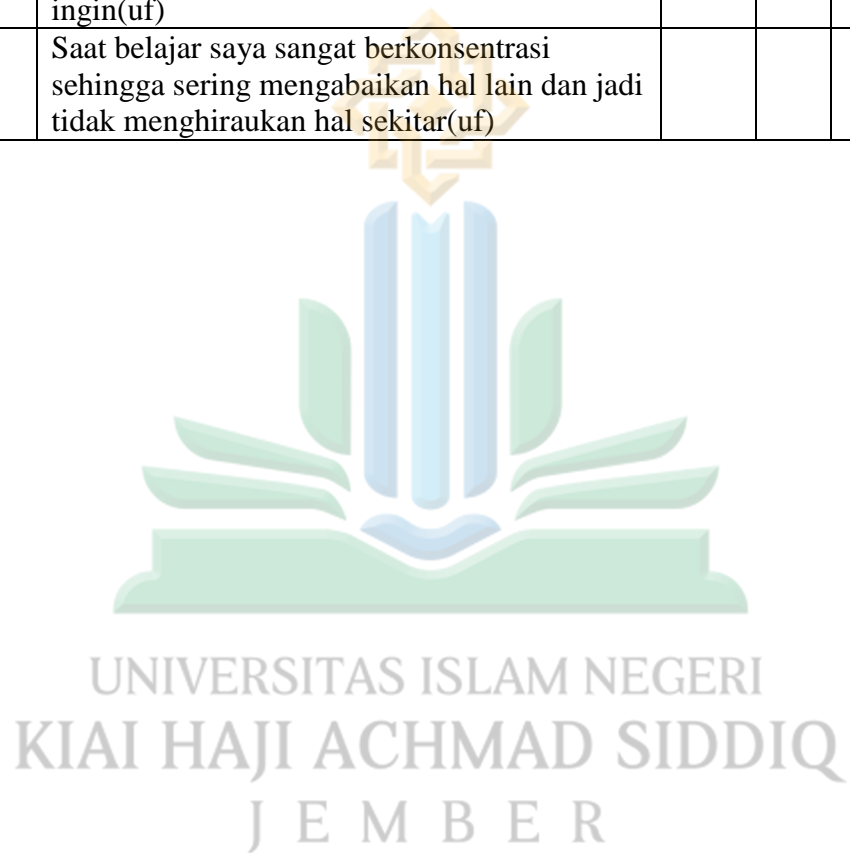 ingin(uf)
Saat belajar saya sangat berkonsentrasi
sehingga sering mengabaikan hal lain dan jadi
tidak menghiraukan hal sekitar(uf)
UNIVERSITAS ISLAM NEGERI
KIAI HAJI ACHMAD SIDDIQ
JEMBER